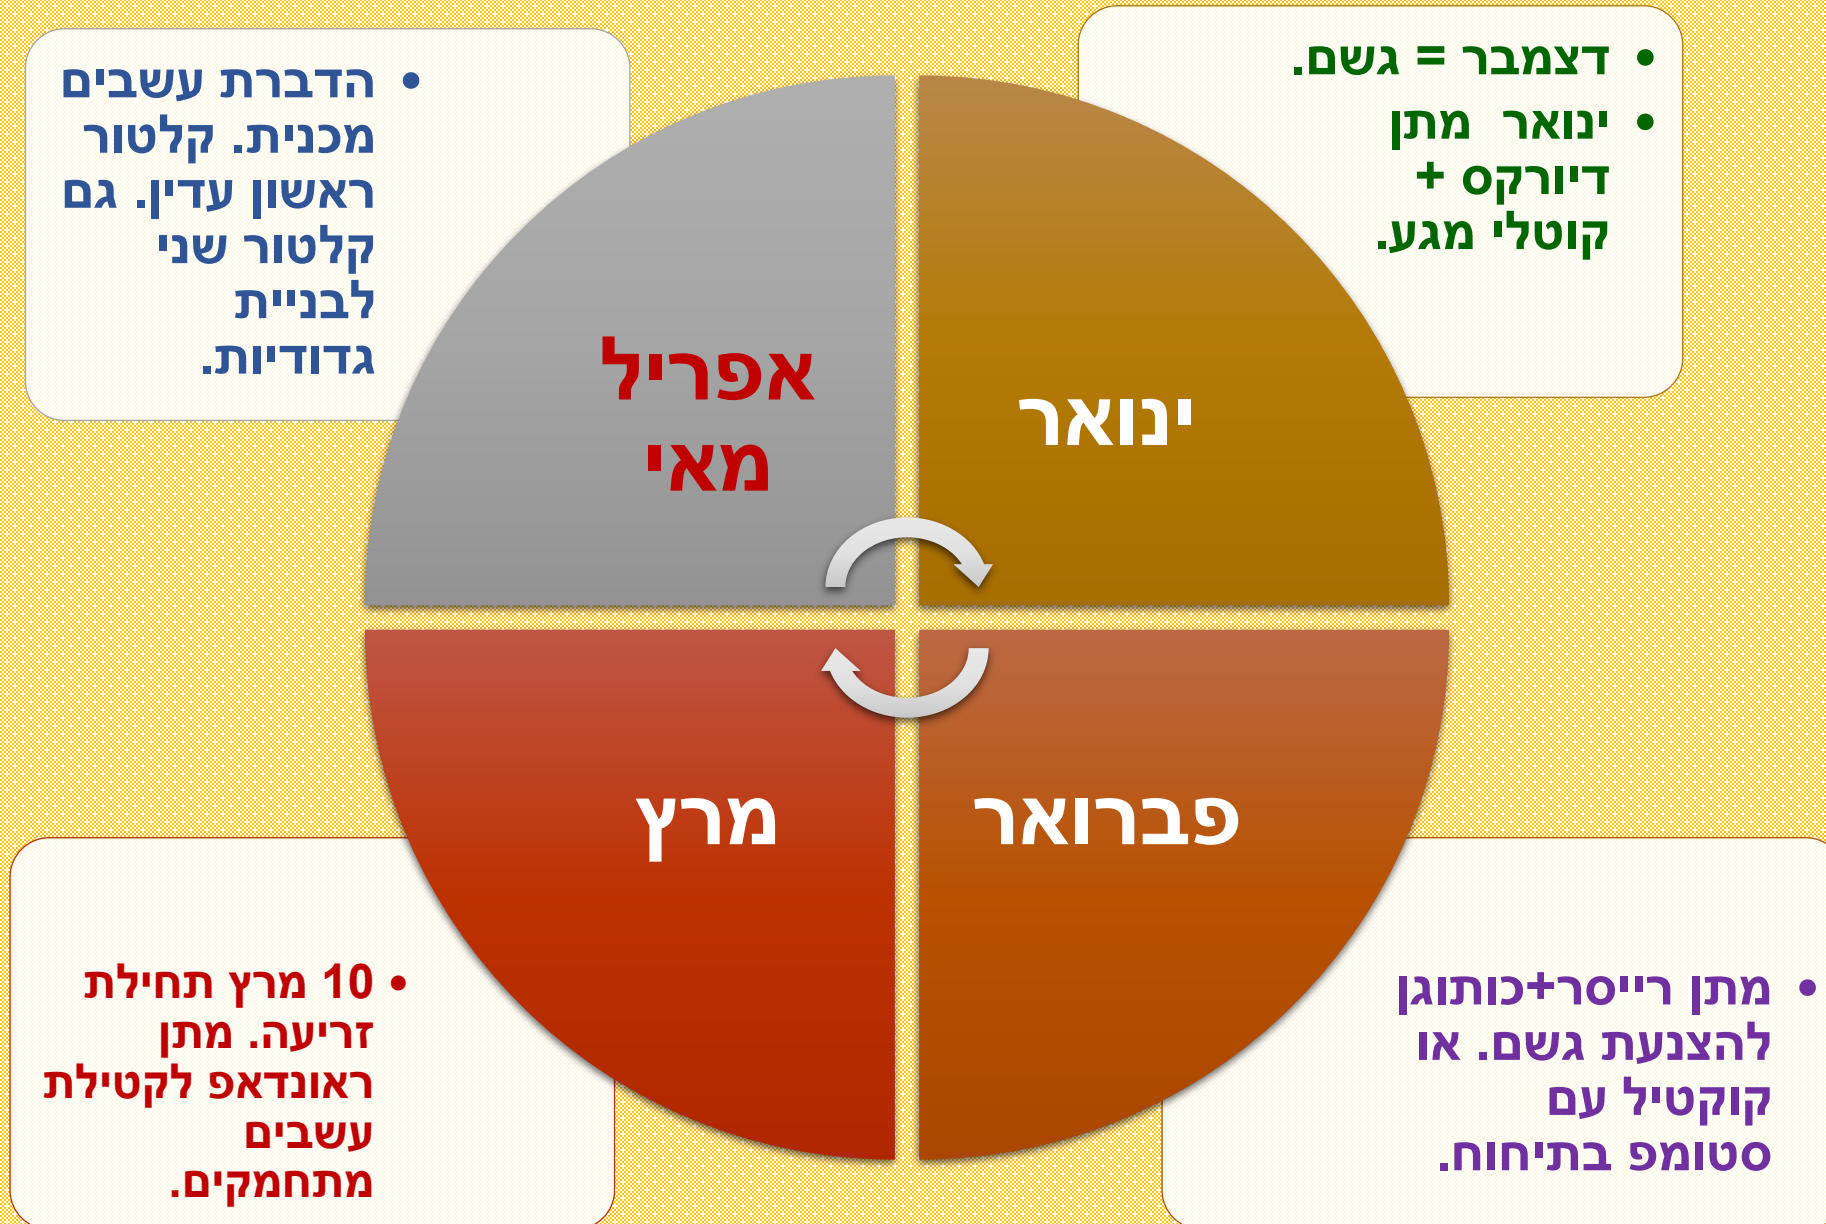 • דצמבר = גשם.
• ינואר מתן
דיורקס +
קוטלי מגע.
ינואר
• הדברת עשבים
מכנית. קלטור
ראשון עדין. גם
קלטור שני
לבניית
גדודיות.
אפריל
מאי
פברואר
• מתן רייסר+כותוגן
להצנעת גשם. או
קוקטיל עם
סטומפ בתיחוח.
מרץ
• 10 מרץ תחילת
זריעה. מתן
ראונדאפ לקטילת
עשבים
מתחמקים.